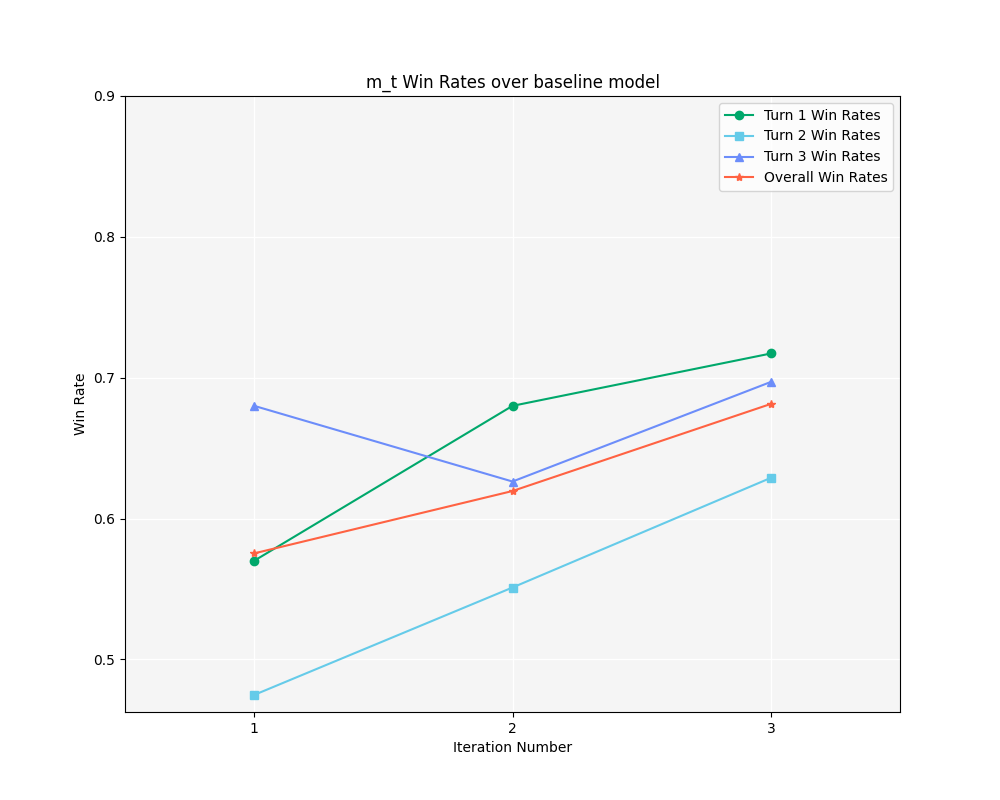 m_t Win Rates over baseline model
0.9
0.8
0.7
0.6
0.5
Win Rate
Turn 1 Win Rates
Turn 2 Win Rates
Turn 3 Win Rates
Overall Win Rates
1 2 3
Iteration Number